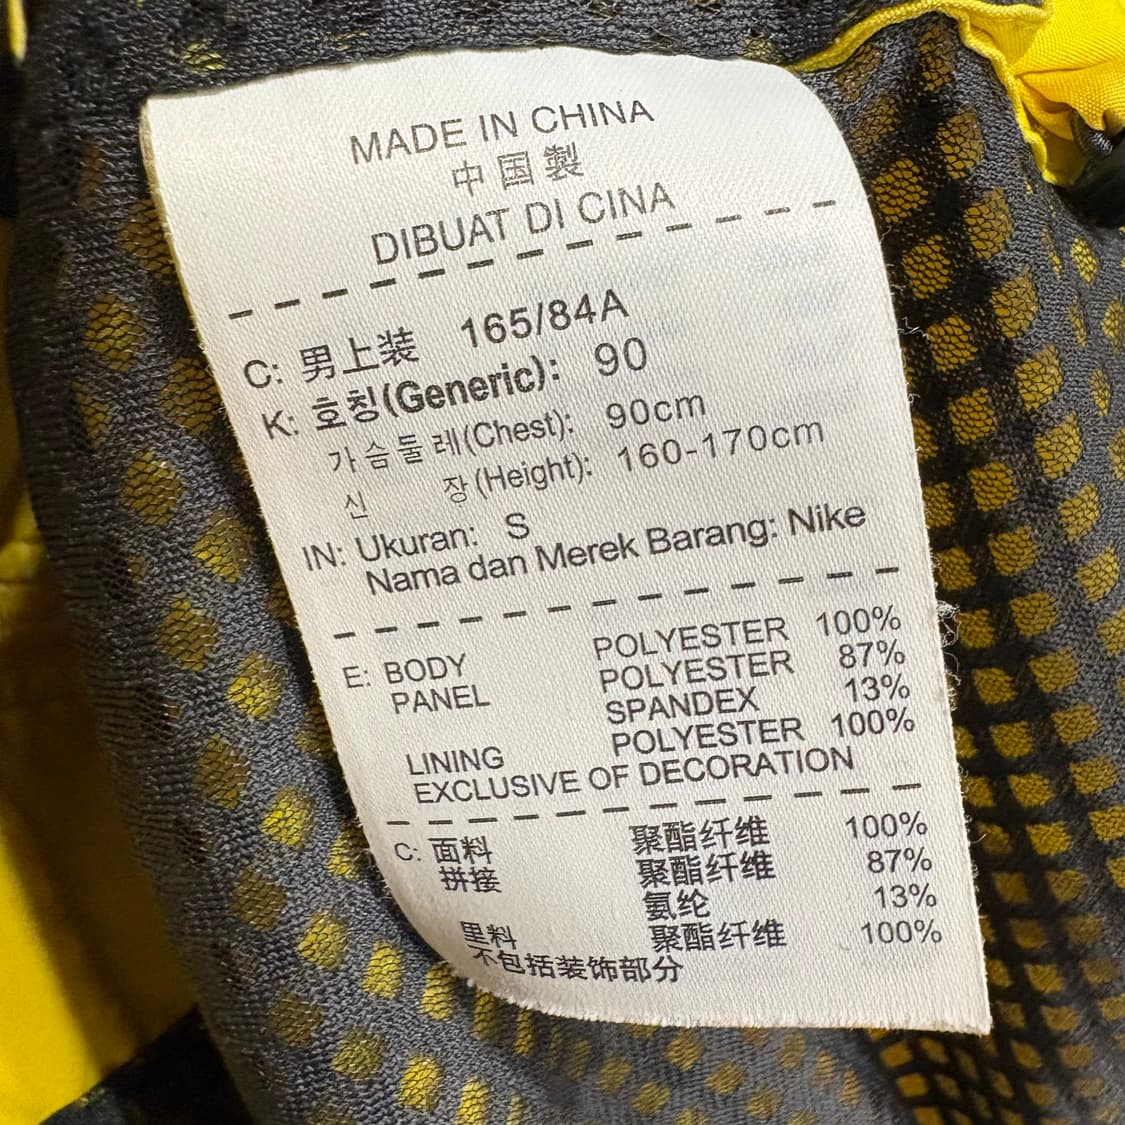 MADE IN CHINA
中国製
DIBUAT DI CINA
C: 男上装 165/84A
K: 호칭(Generic): 90
가슴둘레(Chest): 90cm
신 장(Height): 160-170cm
IN: Ukuran: S
Nama dan Merek Barang: Nike
E: BODY POLYESTER 100%
PANEL POLYESTER 87%
SPANDEX 13%
LINING POLYESTER 100%
EXCLUSIVE OF DECORATION
C: 面料 聚酯纤维 100%
拼接 聚酯纤维 87%
氨纶 13%
里料 聚酯纤维 100%
不包括装饰部分